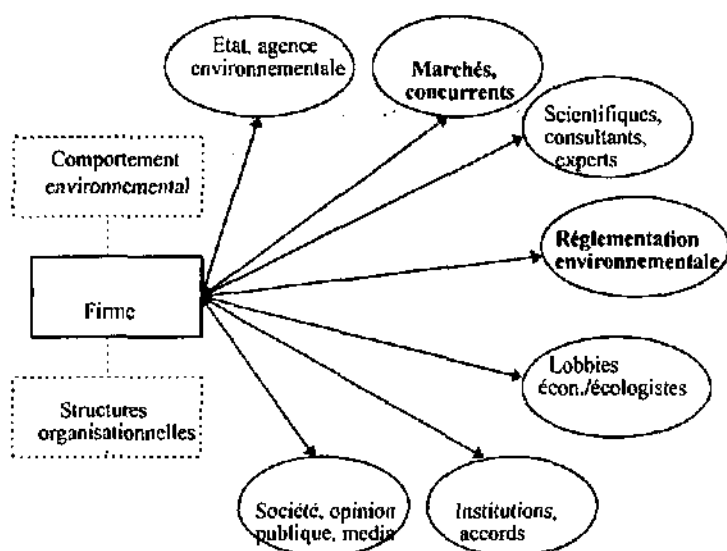 Etat, agence
environnementale
Marchés,
concurrents
Scientifiques,
consultants,
experts
Comportement
environnemental
Réglementation
environnementale
Firme
Lobbies
écon./écologistes
Structures
organisationnelles
Société, opinion
publique, media
Institutions,
accords